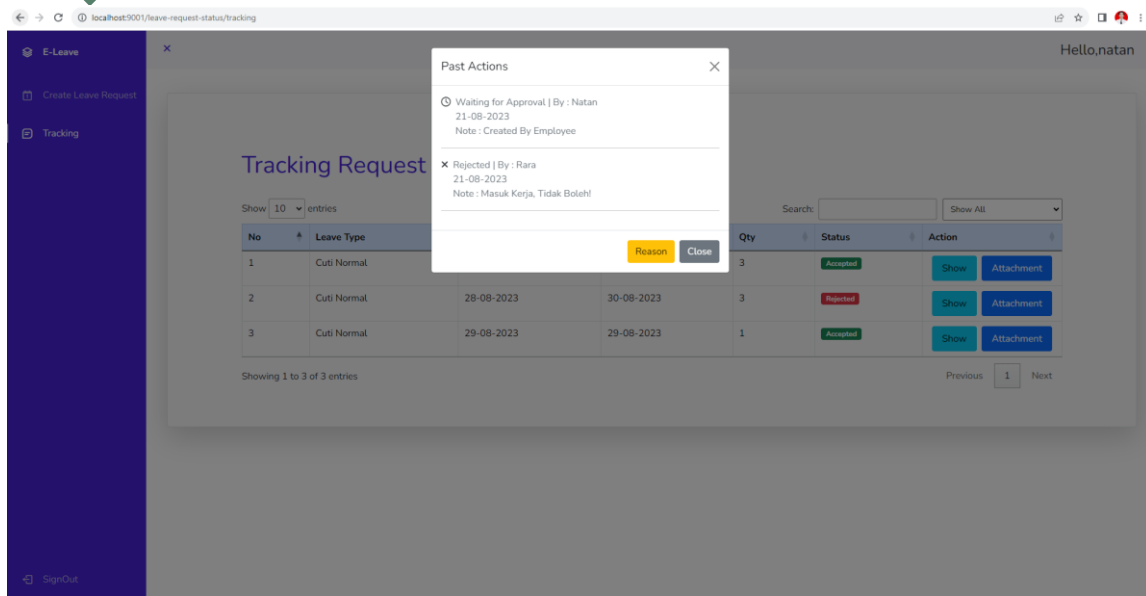 localhost:9001/leave-request-status/tracking
E-Leave
Hello,natan
Create Leave Request
Tracking
SignOut
Past Actions
Waiting for Approval | By : Natan
21-08-2023
Note : Created By Employee
Rejected | By : Rara
21-08-2023
Note : Masuk Kerja, Tidak Boleh!
Reason Close
Tracking Request
Show 10 entries Search: Show All
No Leave Type Qty Status Action
1 Cuti Normal 3 Accepted Show Attachment
2 Cuti Normal 28-08-2023 30-08-2023 3 Rejected Show Attachment
3 Cuti Normal 29-08-2023 29-08-2023 1 Accepted Show Attachment
Showing 1 to 3 of 3 entries Previous 1 Next